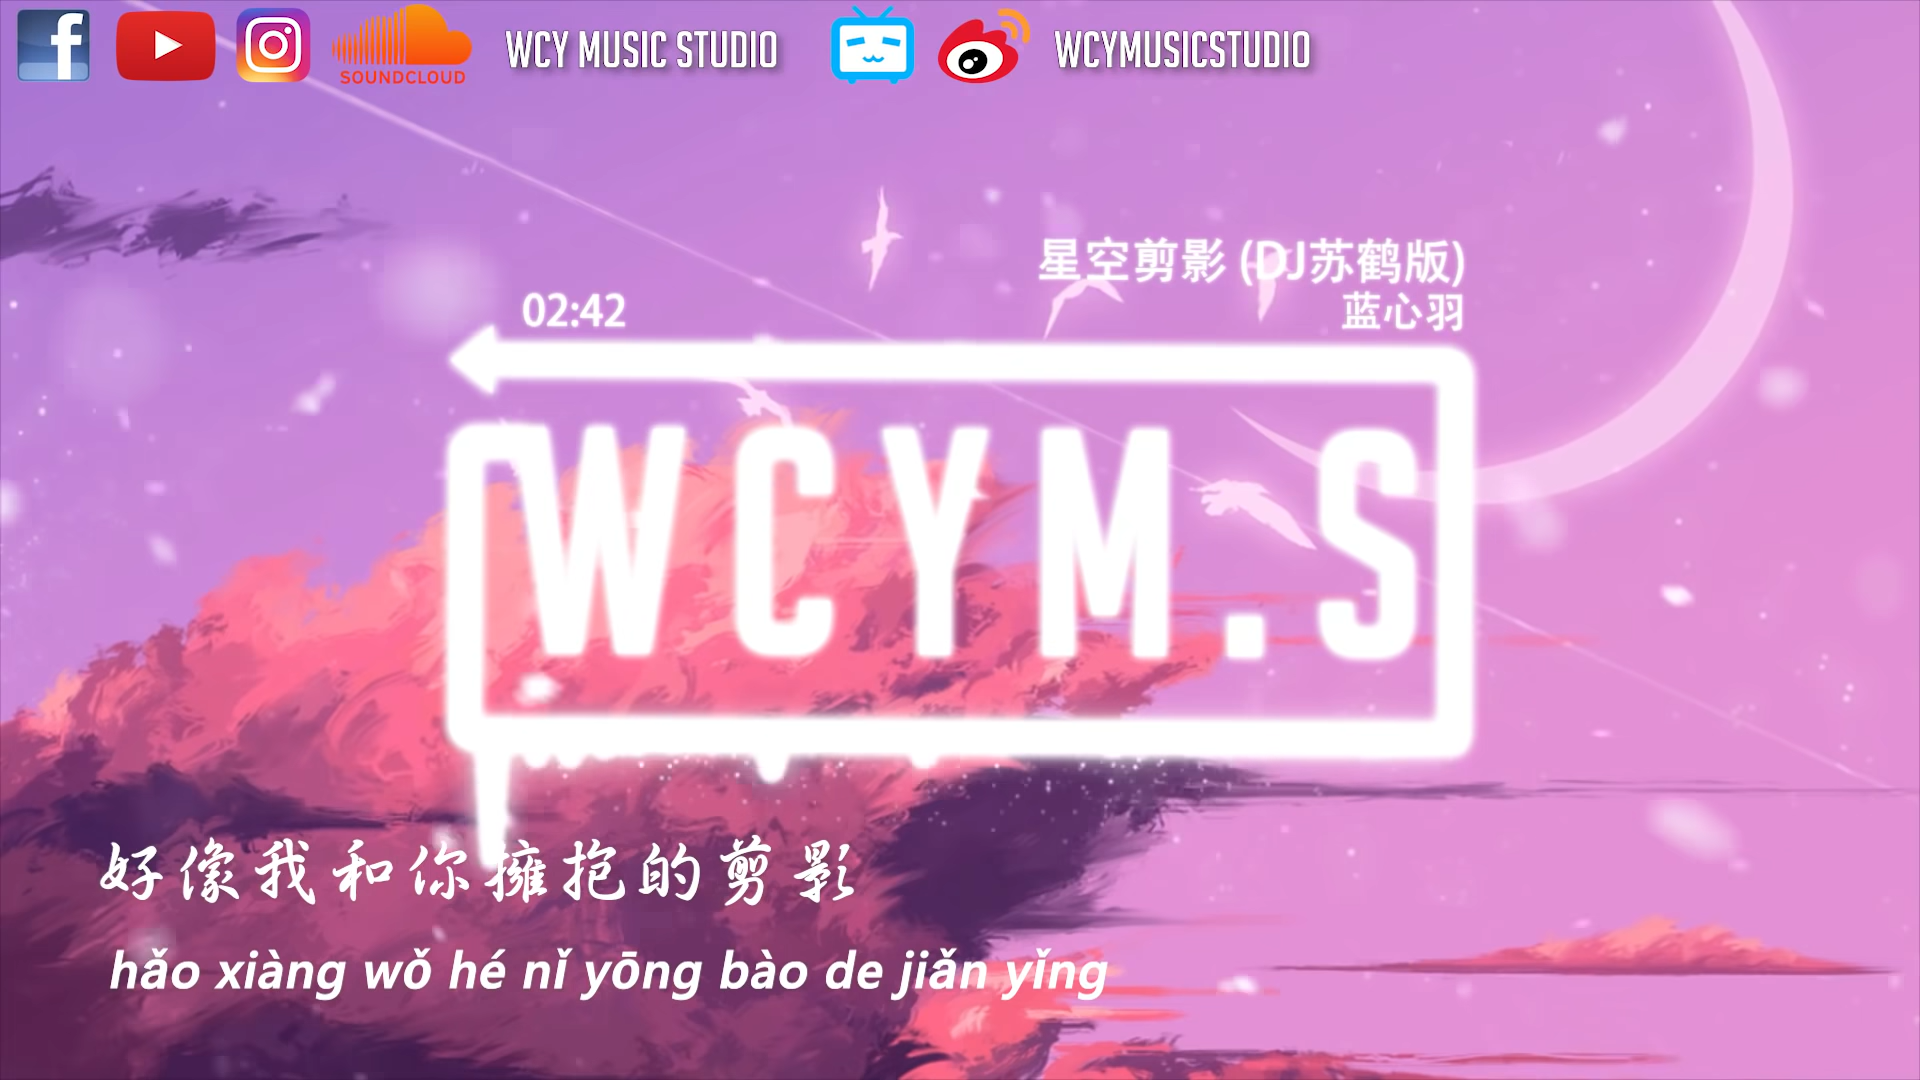 SOUNDCLOUD
WCY MUSIC STUDIO
WCYMUSICSTUDIO
星空剪影 (DJ苏鹤版)
蓝心羽
02:42
WCYM.S
好像我和你擁抱的剪影
hǎo xiàng wǒ hé nǐ yōng bào de jiǎn yǐng